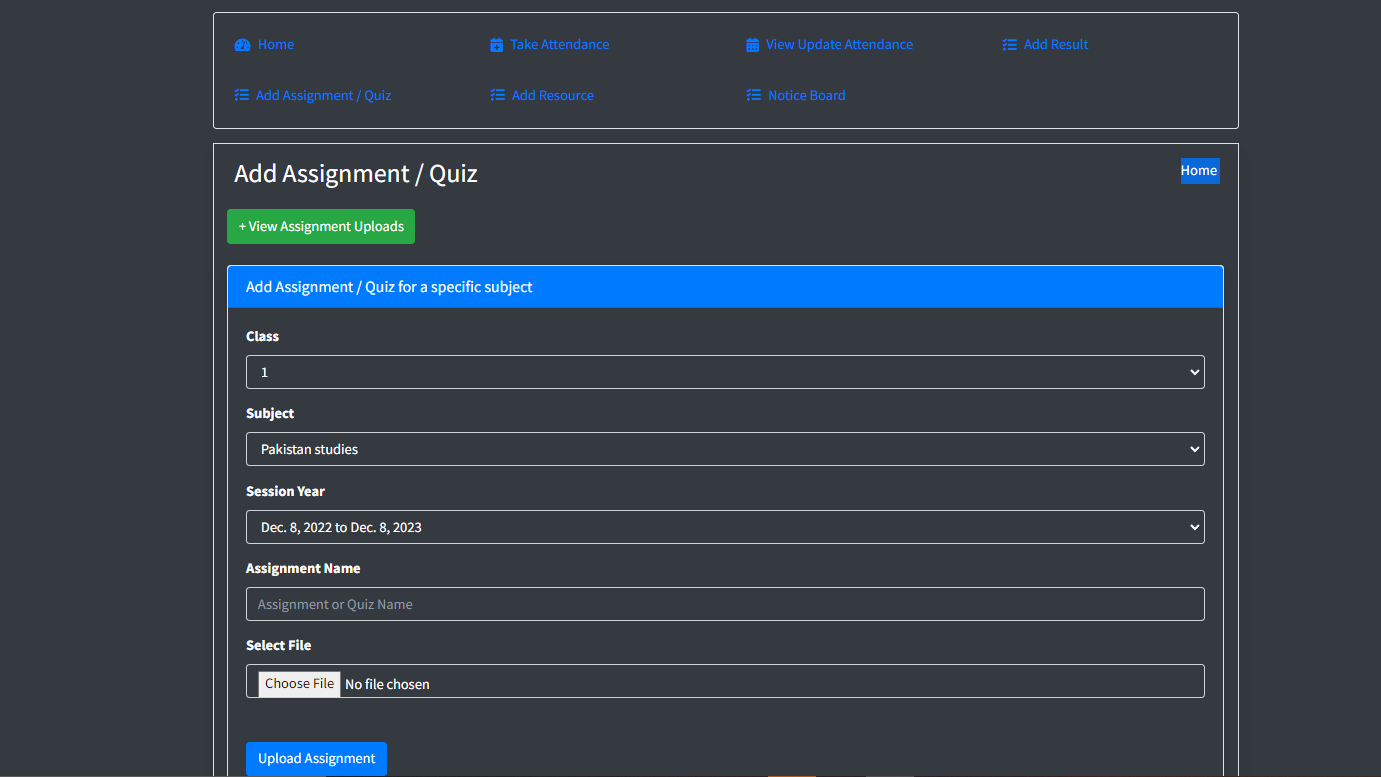 Home Take Attendance View Update Attendance Add Result
Add Assignment / Quiz Add Resource Notice Board
Add Assignment / Quiz Home
+ View Assignment Uploads
Add Assignment / Quiz for a specific subject
Class
1
Subject
Pakistan studies
Session Year
Dec. 8, 2022 to Dec. 8, 2023
Assignment Name
Assignment or Quiz Name
Select File
Choose File No file chosen
Upload Assignment